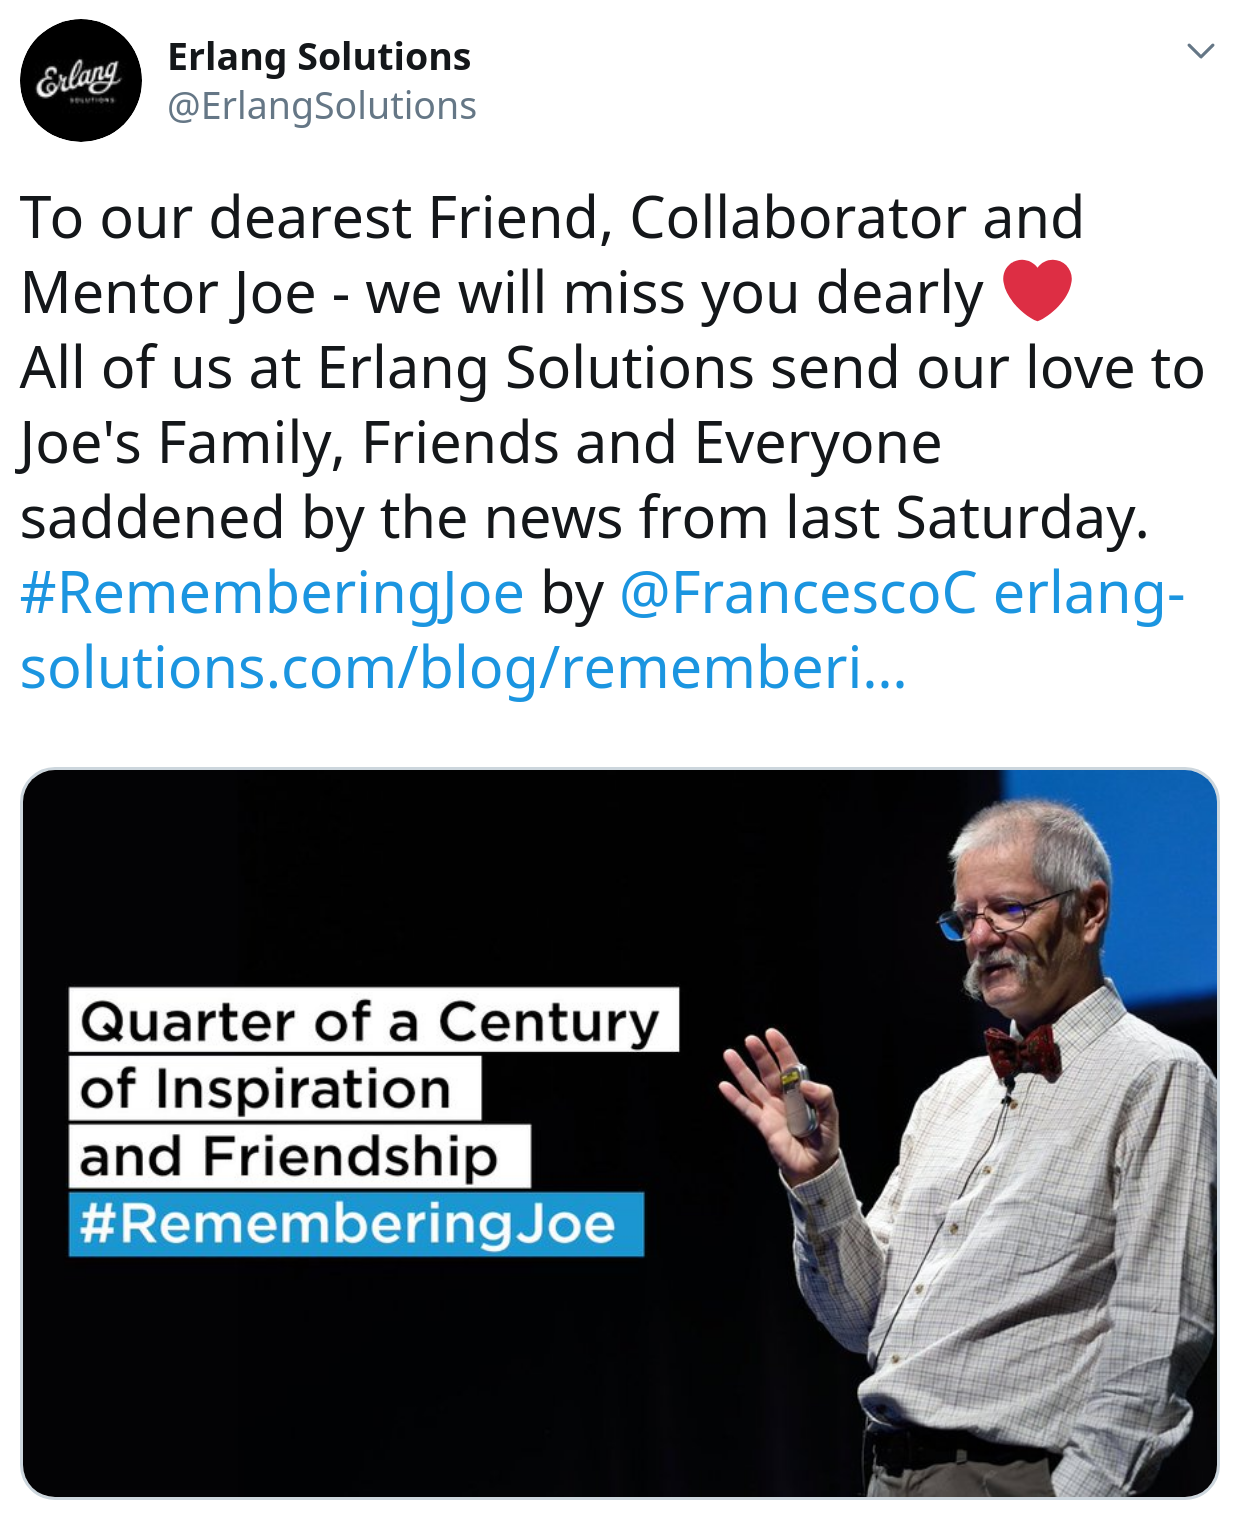 Erlang
SOLUTIONS
Erlang Solutions
@ErlangSolutions
To our dearest Friend, Collaborator and
Mentor Joe - we will miss you dearly ❤️
All of us at Erlang Solutions send our love to
Joe's Family, Friends and Everyone
saddened by the news from last Saturday.
#RememberingJoe by @FrancescoC erlang-
solutions.com/blog/rememberi…
Quarter of a Century
of Inspiration
and Friendship
#RememberingJoe